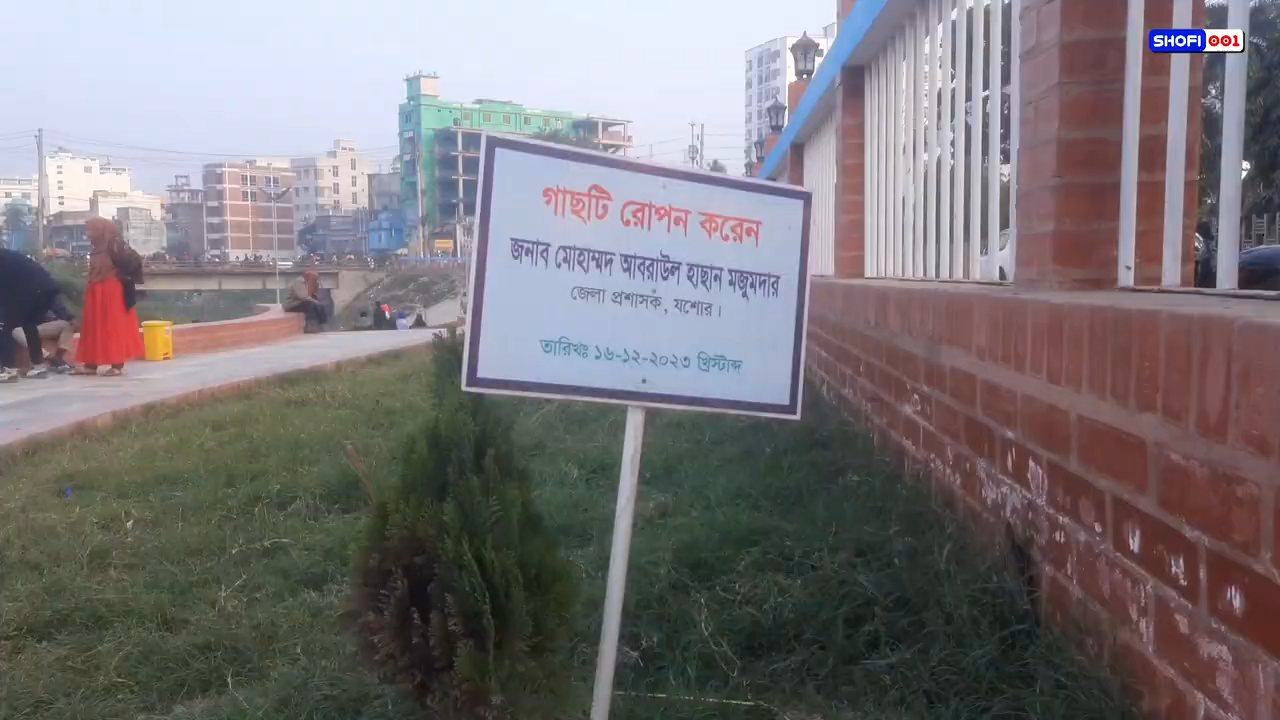 SHOFI 001
গাছটি রোপন করেন
জনাব মোহাম্মদ আবরাউল হাছান মজুমদার
জেলা প্রশাসক, যশোর।
তারিখঃ ১৬-১২-২০২৩ খ্রিস্টাব্দ